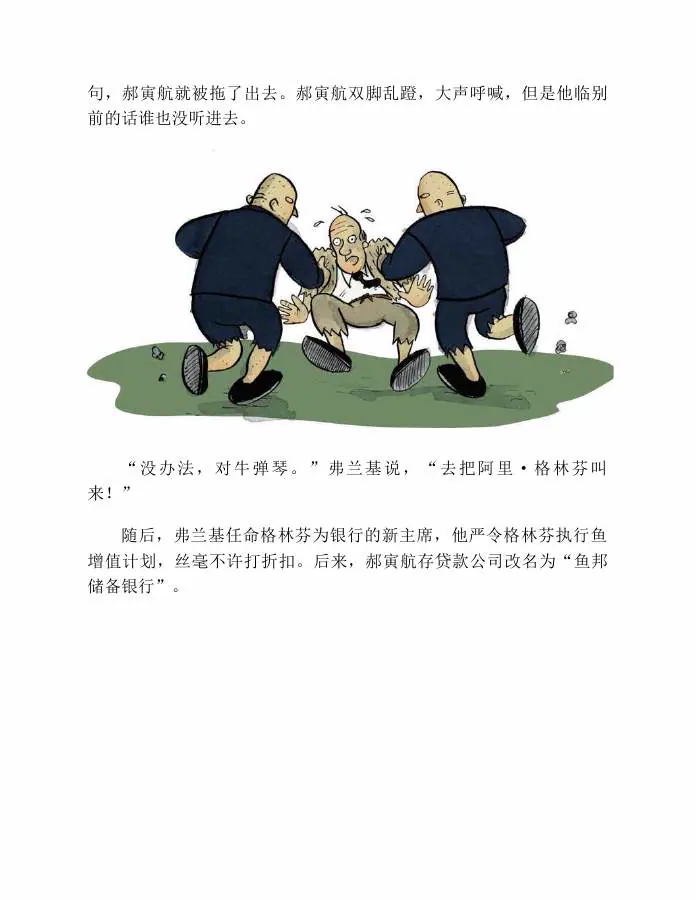 句，郝寅航就被拖了出去。郝寅航双脚乱蹬，大声呼喊，但是他临别
前的话谁也没听进去。
“没办法，对牛弹琴。”弗兰基说，“去把阿里·格林芬叫
来！”
随后，弗兰基任命格林芬为银行的新主席，他严令格林芬执行鱼
增值计划，丝毫不许打折扣。后来，郝寅航存贷款公司改名为“鱼邦
储备银行”。